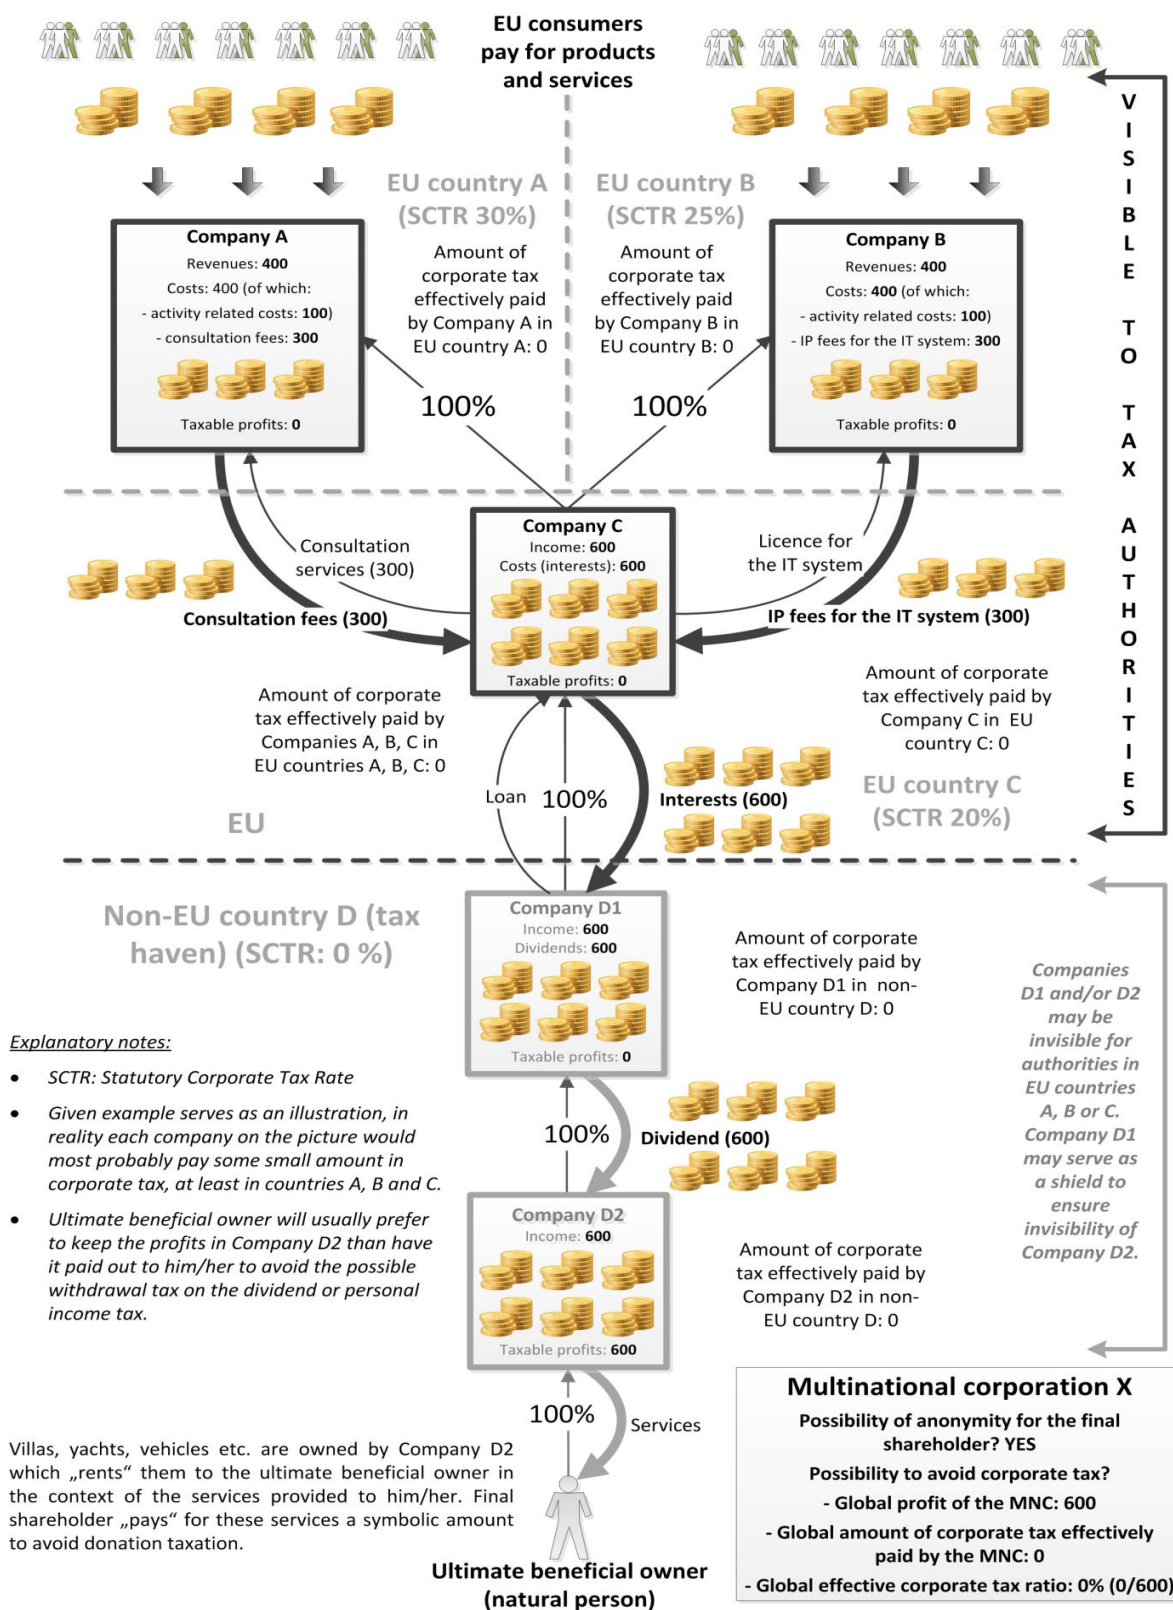 EU consumers
pay for products
and services
EU country A
(SCTR 30%)
Amount of
corporate tax
effectively paid
by Company A in
EU country A: 0
EU country B
(SCTR 25%)
Amount of
corporate tax
effectively paid
by Company B in
EU country B: 0
Company A
Revenues: 400
Costs: 400 (of which:
- activity related costs: 100)
- consultation fees: 300
Taxable profits: 0
Company B
Revenues: 400
Costs: 400 (of which:
- activity related costs: 100)
- IP fees for the IT system: 300
Taxable profits: 0
VISIBLE TO TAX AUTHORITIES
100%
100%
Company C
Income: 600
Costs (interests): 600
Taxable profits: 0
Consultation
services (300)
Consultation fees (300)
Licence for
the IT system
IP fees for the IT system (300)
Amount of corporate
tax effectively paid by
Companies A, B, C in
EU countries A, B, C: 0
Amount of corporate
tax effectively paid by
Company C in EU
country C: 0
Loan
100%
Interests (600)
EU country C
(SCTR 20%)
EU
Non-EU country D (tax
haven) (SCTR: 0 %)
Company D1
Income: 600
Dividends: 600
Taxable profits: 0
Amount of corporate
tax effectively paid by
Company D1 in non-
EU country D: 0
Companies
D1 and/or D2
may be
invisible for
authorities in
EU countries
A, B or C.
Company D1
may serve as
a shield to
ensure
invisibility of
Company D2.
Explanatory notes:
• SCTR: Statutory Corporate Tax Rate
• Given example serves as an illustration, in
reality each company on the picture would
most probably pay some small amount in
corporate tax, at least in countries A, B and C.
• Ultimate beneficial owner will usually prefer
to keep the profits in Company D2 than have
it paid out to him/her to avoid the possible
withdrawal tax on the dividend or personal
income tax.
100%
Dividend (600)
Company D2
Income: 600
Taxable profits: 600
Amount of corporate
tax effectively paid by
Company D2 in non-
EU country D: 0
100%
Services
Villas, yachts, vehicles etc. are owned by Company D2
which „rents“ them to the ultimate beneficial owner in
the context of the services provided to him/her. Final
shareholder „pays“ for these services a symbolic amount
to avoid donation taxation.
Ultimate beneficial owner
(natural person)
Multinational corporation X
Possibility of anonymity for the final
shareholder? YES
Possibility to avoid corporate tax?
- Global profit of the MNC: 600
- Global amount of corporate tax effectively
paid by the MNC: 0
- Global effective corporate tax ratio: 0% (0/600)